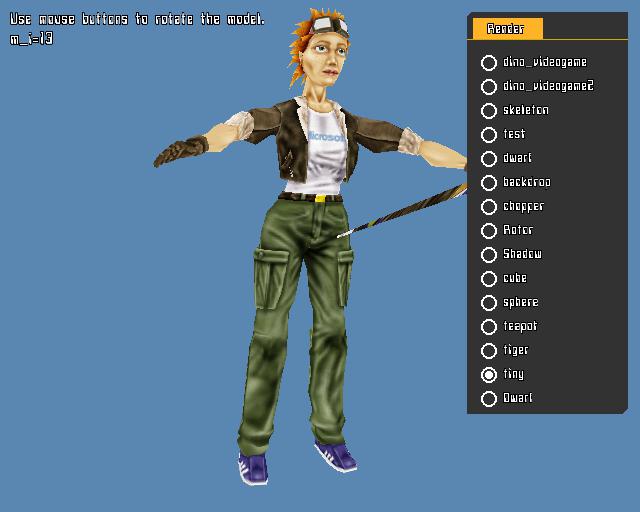 Use mouse buttons to rotate the model.
m_i=13
Render
dino_videogame
dino_videogame2
skeleton
test
dwarf
backdrop
chopper
Rotor
Shadow
cube
sphere
teapot
tiger
tiny
Dwarf
Microsoft